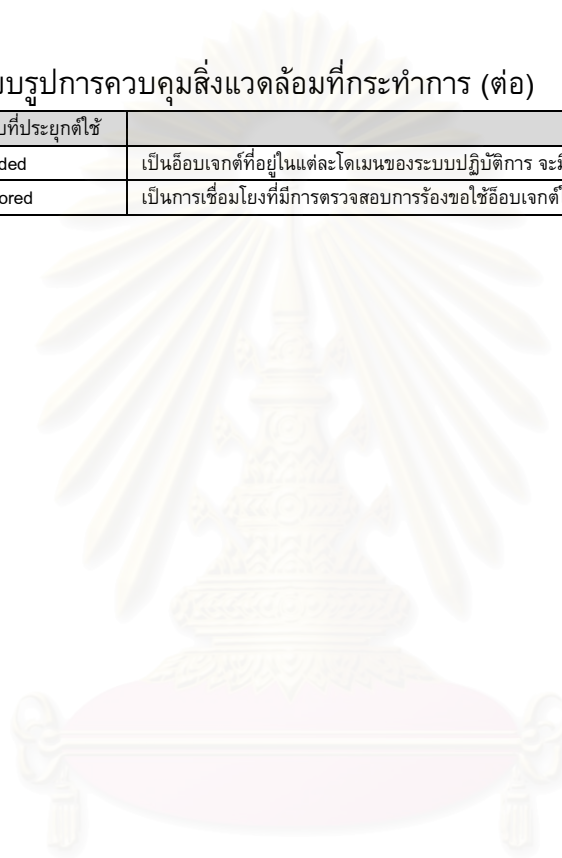 บบรูปการควบคุมสิ่งแวดล้อมที่กระทำการ (ต่อ)
บที่ประยุกต์ใช้
ded เป็นอ็อบเจกต์ที่อยู่ในแต่ละโดเมนของระบบปฏิบัติการ จะมี
ored เป็นการเชื่อมโยงที่มีการตรวจสอบการร้องขอใช้อ็อบเจกต์